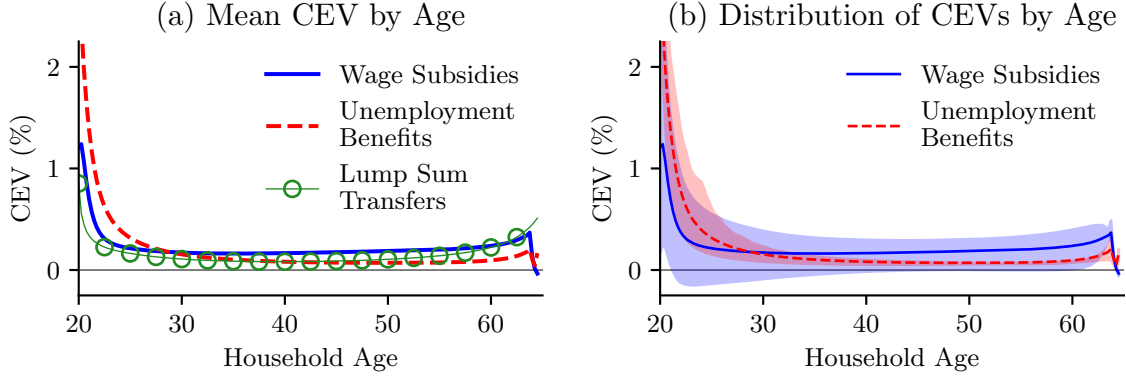 (a) Mean CEV by Age
CEV (%)
2
1
0
Wage Subsidies
Unemployment
Benefits
Lump Sum
Transfers
20 30 40 50 60
Household Age
(b) Distribution of CEVs by Age
CEV (%)
2
1
0
Wage Subsidies
Unemployment
Benefits
20 30 40 50 60
Household Age